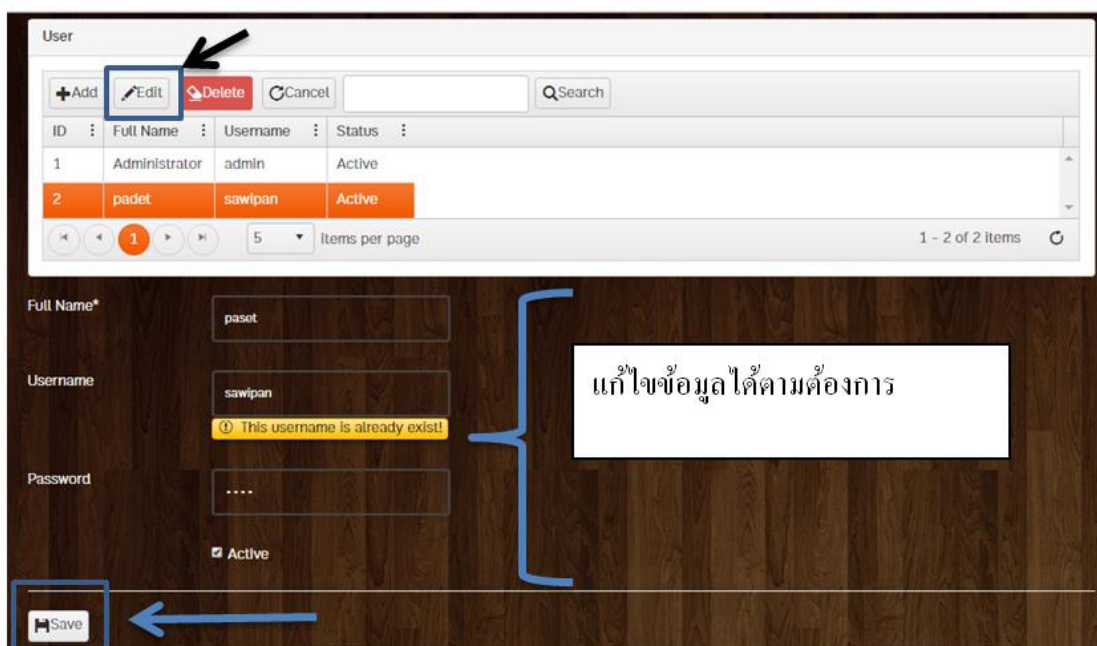 User
Add Edit Delete Cancel Search
ID Full Name Username Status
1 Administrator admin Active
2 padet sawipan Active
1 5 items per page 1 - 2 of 2 items
Full Name* paset
Username sawipan
This username is already exist!
แก้ไขข้อมูลได้ตามต้องการ
Password ....
Active
Save